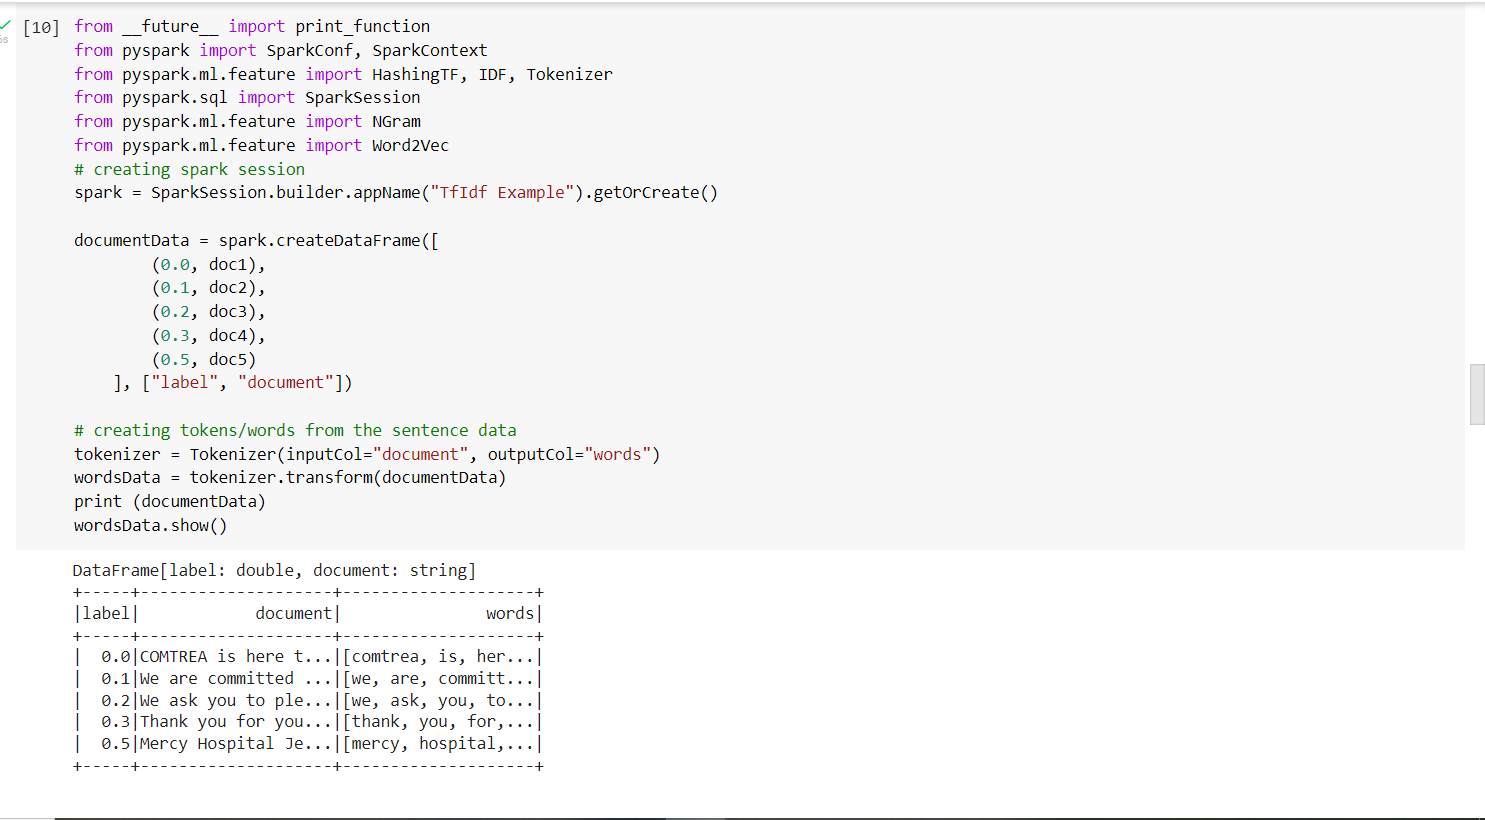 [10] from __future__ import print_function
from pyspark import SparkConf, SparkContext
from pyspark.ml.feature import HashingTF, IDF, Tokenizer
from pyspark.sql import SparkSession
from pyspark.ml.feature import NGram
from pyspark.ml.feature import Word2Vec
# creating spark session
spark = SparkSession.builder.appName("TfIdf Example").getOrCreate()

documentData = spark.createDataFrame([
        (0.0, doc1),
        (0.1, doc2),
        (0.2, doc3),
        (0.3, doc4),
        (0.5, doc5)
    ], ["label", "document"])

# creating tokens/words from the sentence data
tokenizer = Tokenizer(inputCol="document", outputCol="words")
wordsData = tokenizer.transform(documentData)
print (documentData)
wordsData.show()
DataFrame[label: double, document: string]
+-----+--------------------+--------------------+
|label|            document|               words|
+-----+--------------------+--------------------+
|  0.0|COMTREA is here t...|[comtrea, is, her...|
|  0.1|We are committed ...|[we, are, committ...|
|  0.2|We ask you to ple...|[we, ask, you, to...|
|  0.3|Thank you for you...|[thank, you, for,...|
|  0.5|Mercy Hospital Je...|[mercy, hospital,...|
+-----+--------------------+--------------------+